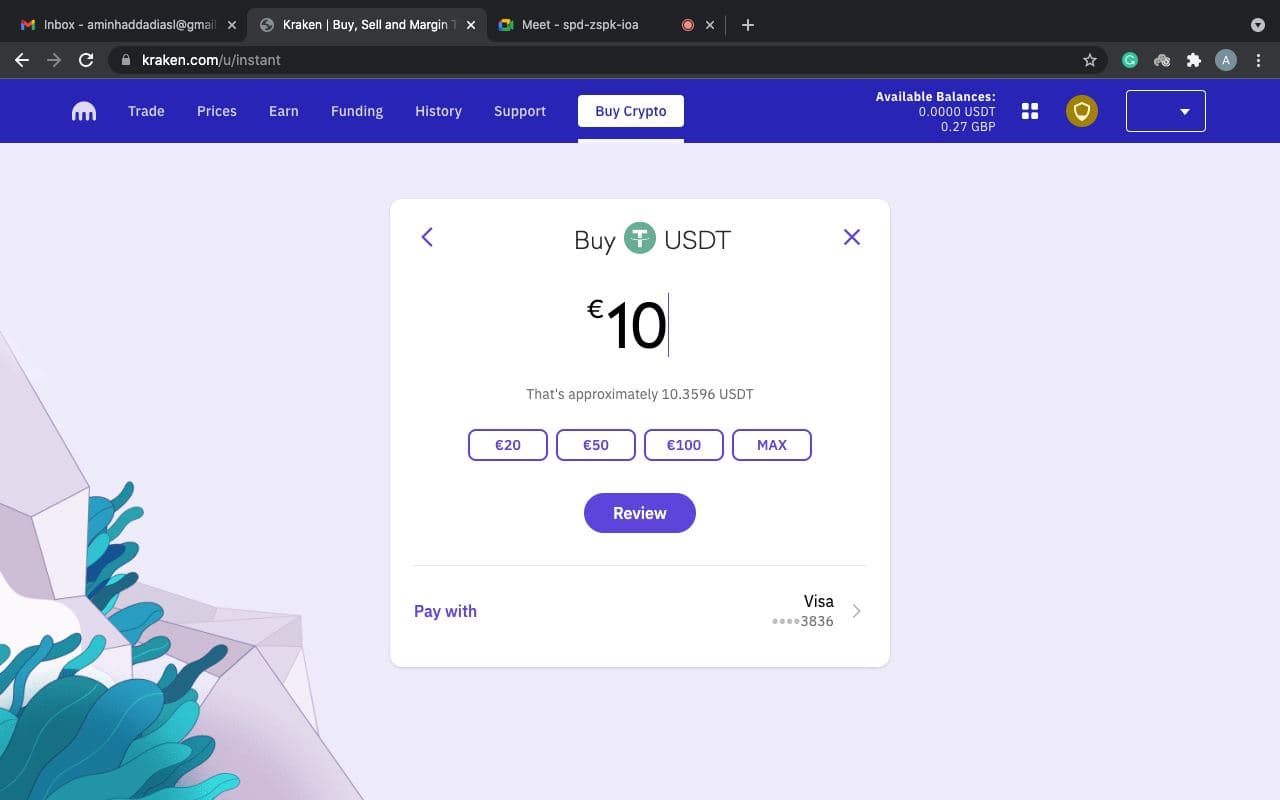 Inbox - aminhaddadiasl@gmai
Kraken | Buy, Sell and Margin T
Meet - spd-zspk-ioa
kraken.com/u/instant
A
Trade
Prices
Earn
Funding
History
Support
Buy Crypto
Available Balances:
0.0000 USDT
0.27 GBP
Buy USDT
€10
That's approximately 10.3596 USDT
€20
€50
€100
MAX
Review
Pay with
Visa
••••3836